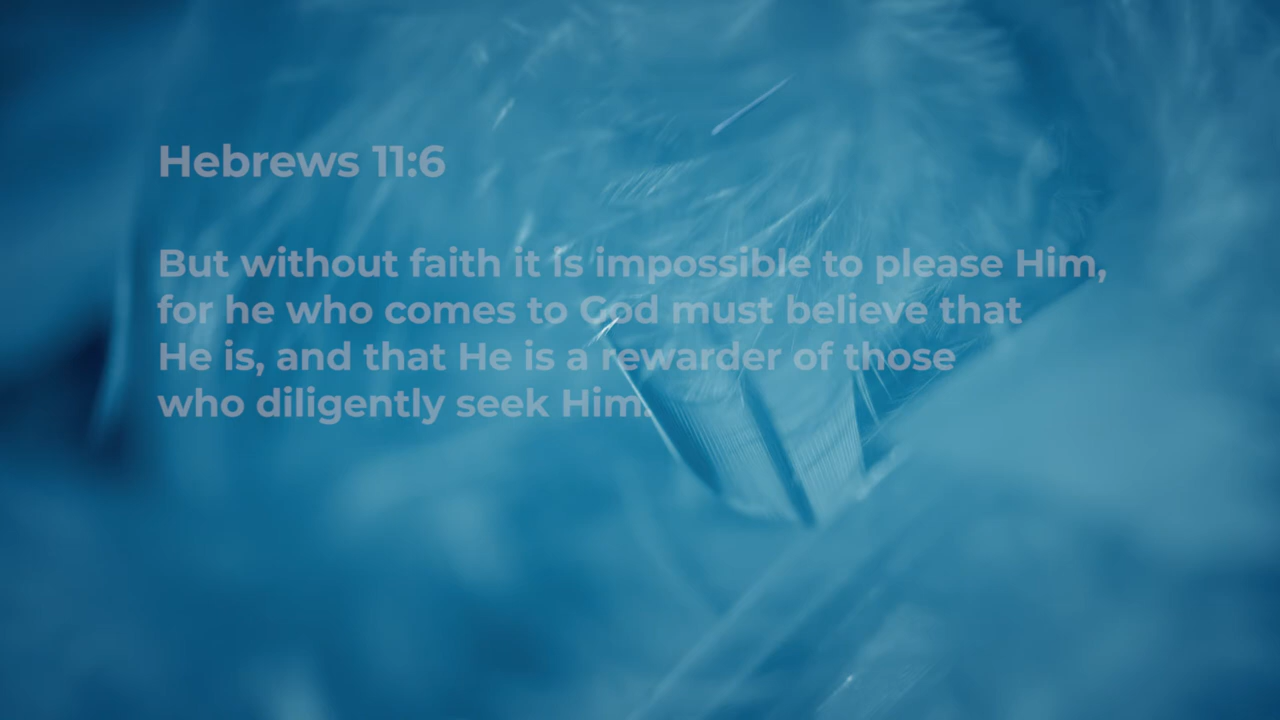 Hebrews 11:6
But without faith it is impossible to please Him,
for he who comes to God must believe that
He is, and that He is a rewarder of those
who diligently seek Him.